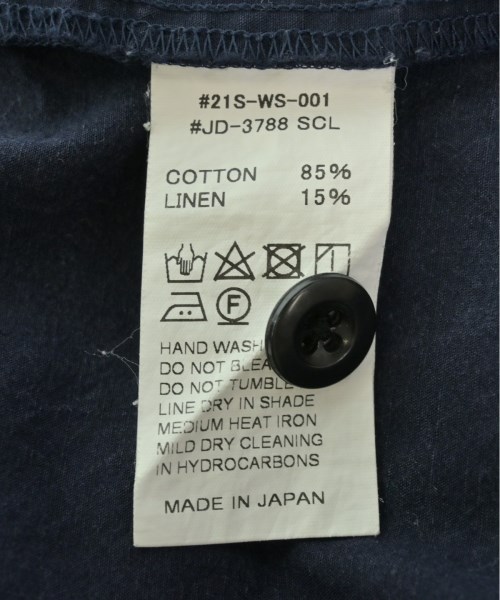 #21S-WS-001
#JD-3788 SCL
COTTON 85%
LINEN 15%
F
HAND WASH
DO NOT
DO NOT TUMBLE
LINE DRY IN SHADE
MEDIUM HEAT IRON
MILD DRY CLEANING
IN HYDROCARBONS
MADE IN JAPAN